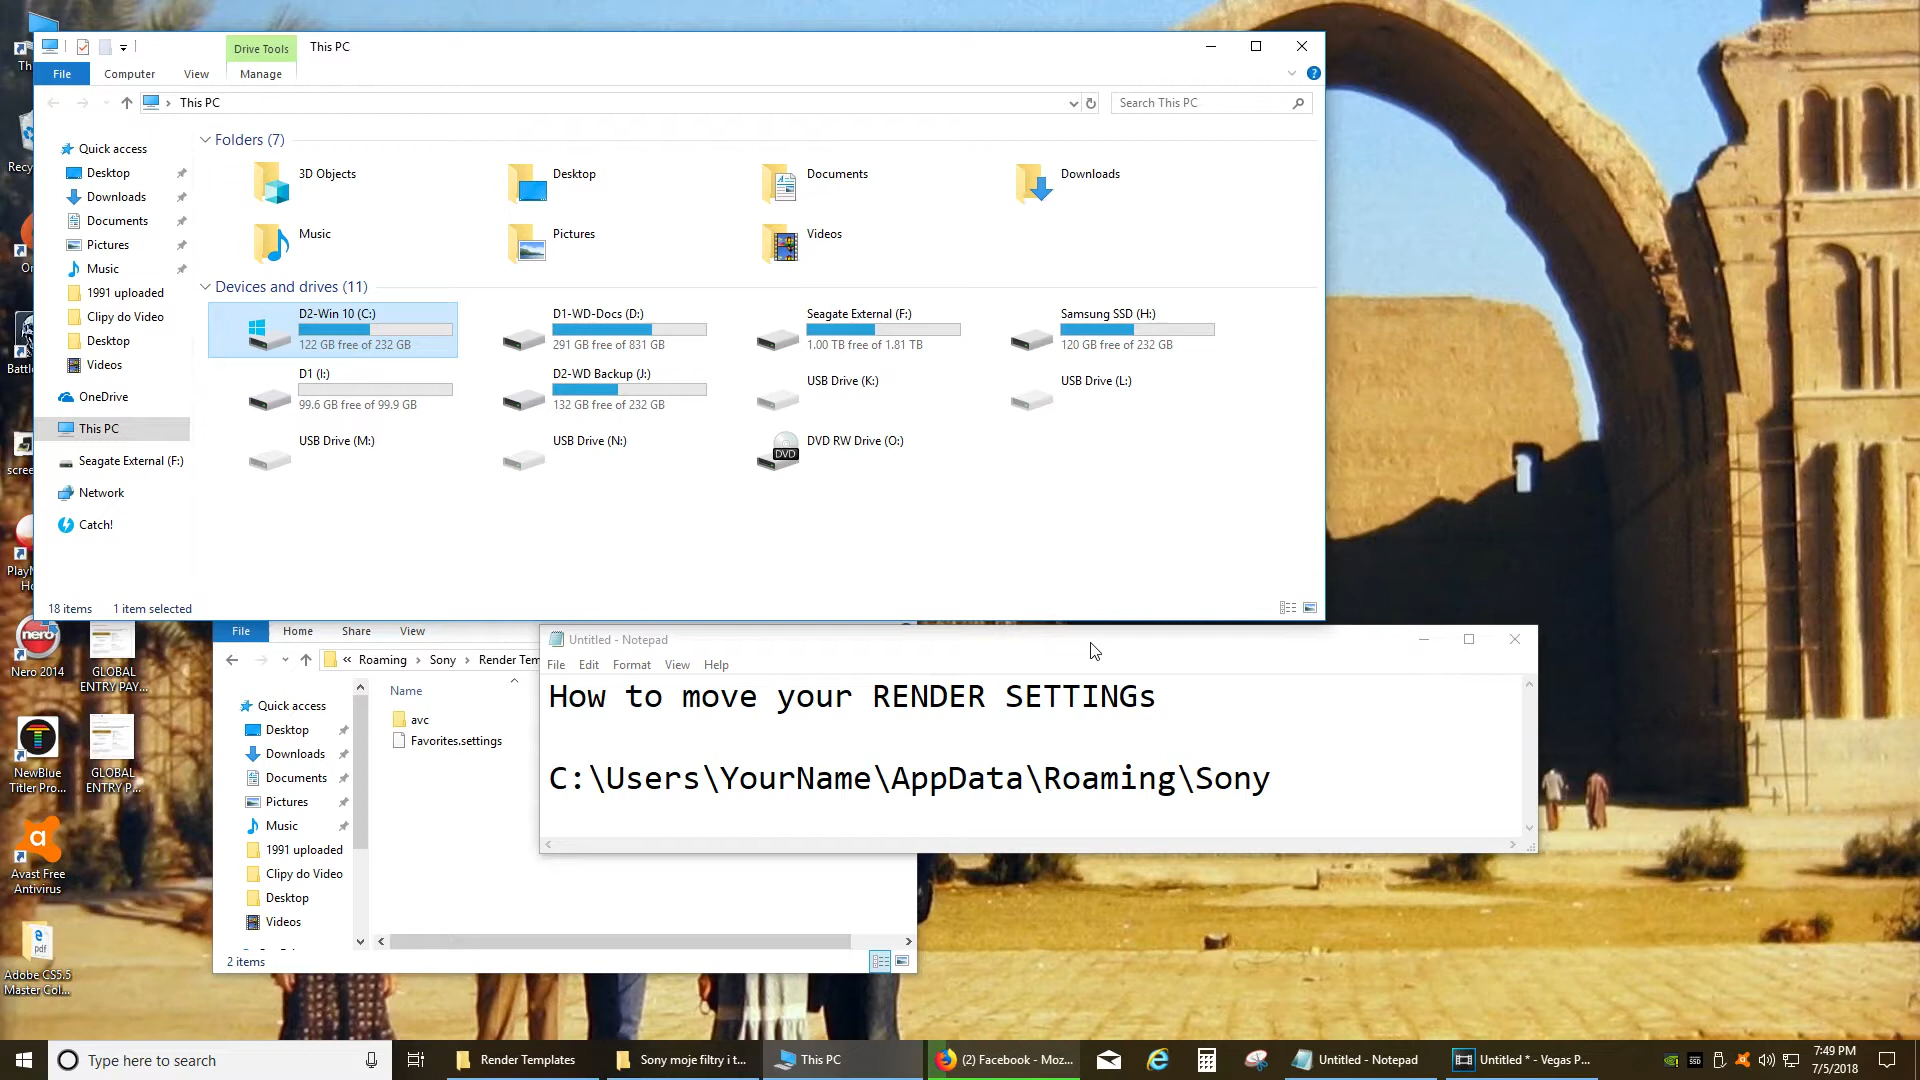 Drive Tools
This PC
File
Computer
View
Manage
This PC
Search This PC
Quick access
Desktop
Downloads
Documents
Pictures
Music
1991 uploaded
Clipy do Video
Desktop
Videos
OneDrive
This PC
Seagate External (F:)
Network
Catch!
Folders (7)
3D Objects
Desktop
Documents
Downloads
Music
Pictures
Videos
Devices and drives (11)
D2-Win 10 (C:)
122 GB free of 232 GB
D1-WD-Docs (D:)
291 GB free of 831 GB
Seagate External (F:)
1.00 TB free of 1.81 TB
Samsung SSD (H:)
120 GB free of 232 GB
D1 (I:)
99.6 GB free of 99.9 GB
D2-WD Backup (J:)
132 GB free of 232 GB
USB Drive (K:)
USB Drive (L:)
USB Drive (M:)
USB Drive (N:)
DVD
DVD RW Drive (O:)
18 items
1 item selected
File
Home
Share
View
« Roaming > Sony > Render Tem
Quick access
Desktop
Downloads
Documents
Pictures
Music
1991 uploaded
Clipy do Video
Desktop
Videos
Name
avc
Favorites.settings
2 items
Untitled - Notepad
File
Edit
Format
View
Help
How to move your RENDER SETTINGs
C:\Users\YourName\AppData\Roaming\Sony
nero
Nero 2014
GLOBAL
ENTRY PAY...
NewBlue
Titler Pro...
GLOBAL
ENTRY P...
Avast Free
Antivirus
pdf
Adobe CS5.5
Master Col...
Type here to search
Render Templates
Sony moje filtry i t...
This PC
(2) Facebook - Moz...
Untitled - Notepad
Untitled * - Vegas P...
SSD
7:49 PM
7/5/2018